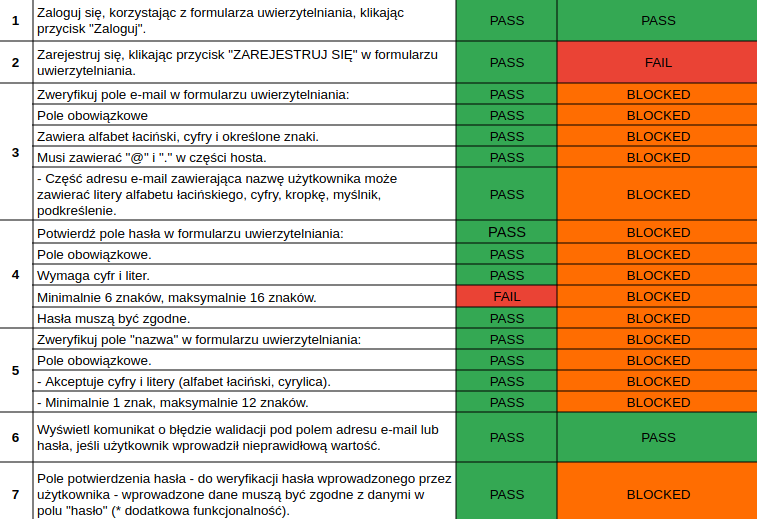 1
Zaloguj się, korzystając z formularza uwierzytelniania, klikając
przycisk "Zaloguj".
PASS
PASS
2
Zarejestruj się, klikając przycisk "ZAREJESTRUJ SIĘ" w formularzu
uwierzytelniania.
PASS
FAIL
3
Zweryfikuj pole e-mail w formularzu uwierzytelniania:
PASS
BLOCKED
Pole obowiązkowe
PASS
BLOCKED
Zawiera alfabet łaciński, cyfry i określone znaki.
PASS
BLOCKED
Musi zawierać "@" i "." w części hosta.
PASS
BLOCKED
- Część adresu e-mail zawierająca nazwę użytkownika może
zawierać litery alfabetu łacińskiego, cyfry, kropkę, myślnik,
podkreślenie.
PASS
BLOCKED
4
Potwierdź pole hasła w formularzu uwierzytelniania:
PASS
BLOCKED
Pole obowiązkowe.
PASS
BLOCKED
Wymaga cyfr i liter.
PASS
BLOCKED
Minimalnie 6 znaków, maksymalnie 16 znaków.
FAIL
BLOCKED
Hasła muszą być zgodne.
PASS
BLOCKED
5
Zweryfikuj pole "nazwa" w formularzu uwierzytelniania:
PASS
BLOCKED
Pole obowiązkowe.
PASS
BLOCKED
- Akceptuje cyfry i litery (alfabet łaciński, cyrylica).
PASS
BLOCKED
- Minimalnie 1 znak, maksymalnie 12 znaków.
PASS
BLOCKED
6
Wyświetl komunikat o błędzie walidacji pod polem adresu e-mail lub
hasła, jeśli użytkownik wprowadził nieprawidłową wartość.
PASS
PASS
7
Pole potwierdzenia hasła - do weryfikacji hasła wprowadzonego przez
użytkownika - wprowadzone dane muszą być zgodne z danymi w
polu "hasło" (* dodatkowa funkcjonalność).
PASS
BLOCKED